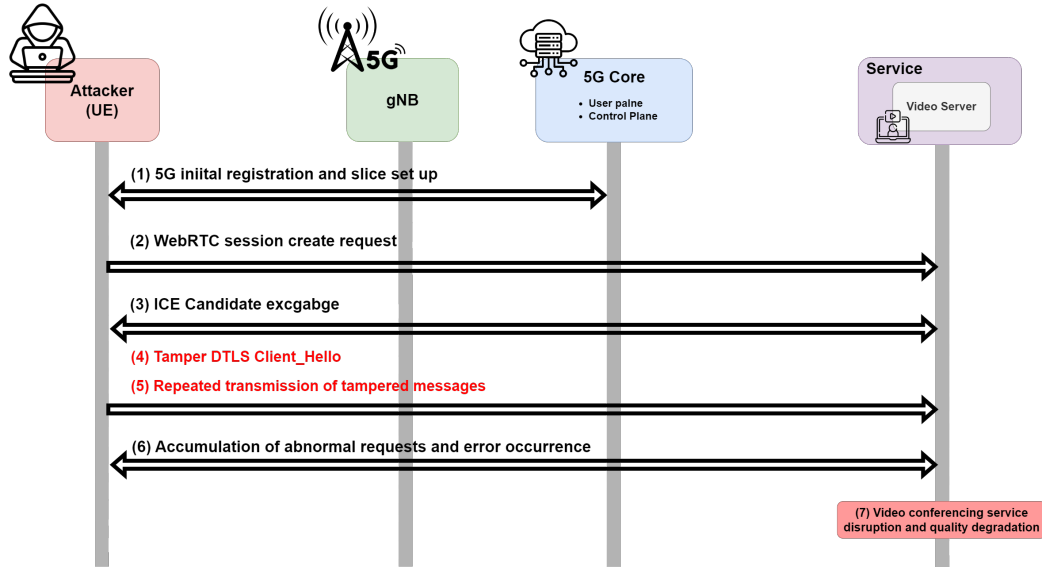 5G
Attacker
(UE)
gNB
5G Core
• User palne
• Control Plane
Service
Video Server
(1) 5G iniital registration and slice set up
(2) WebRTC session create request
(3) ICE Candidate excgabge
(4) Tamper DTLS Client_Hello
(5) Repeated transmission of tampered messages
(6) Accumulation of abnormal requests and error occurrence
(7) Video conferencing service
disruption and quality degradation